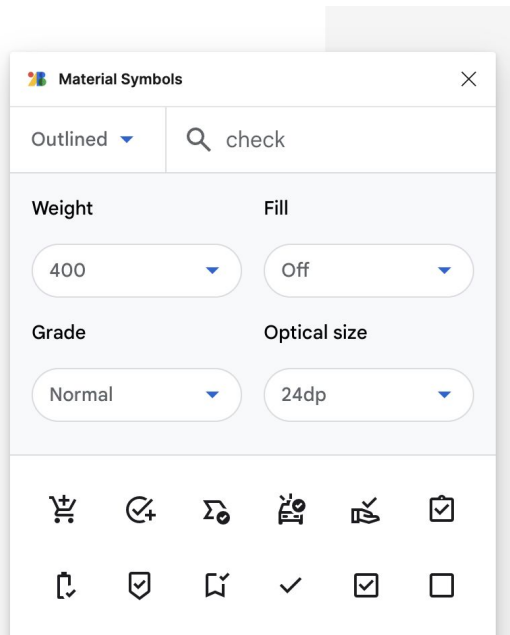 Material Symbols
Outlined
check
Weight
Fill
400
Off
Grade
Optical size
Normal
24dp